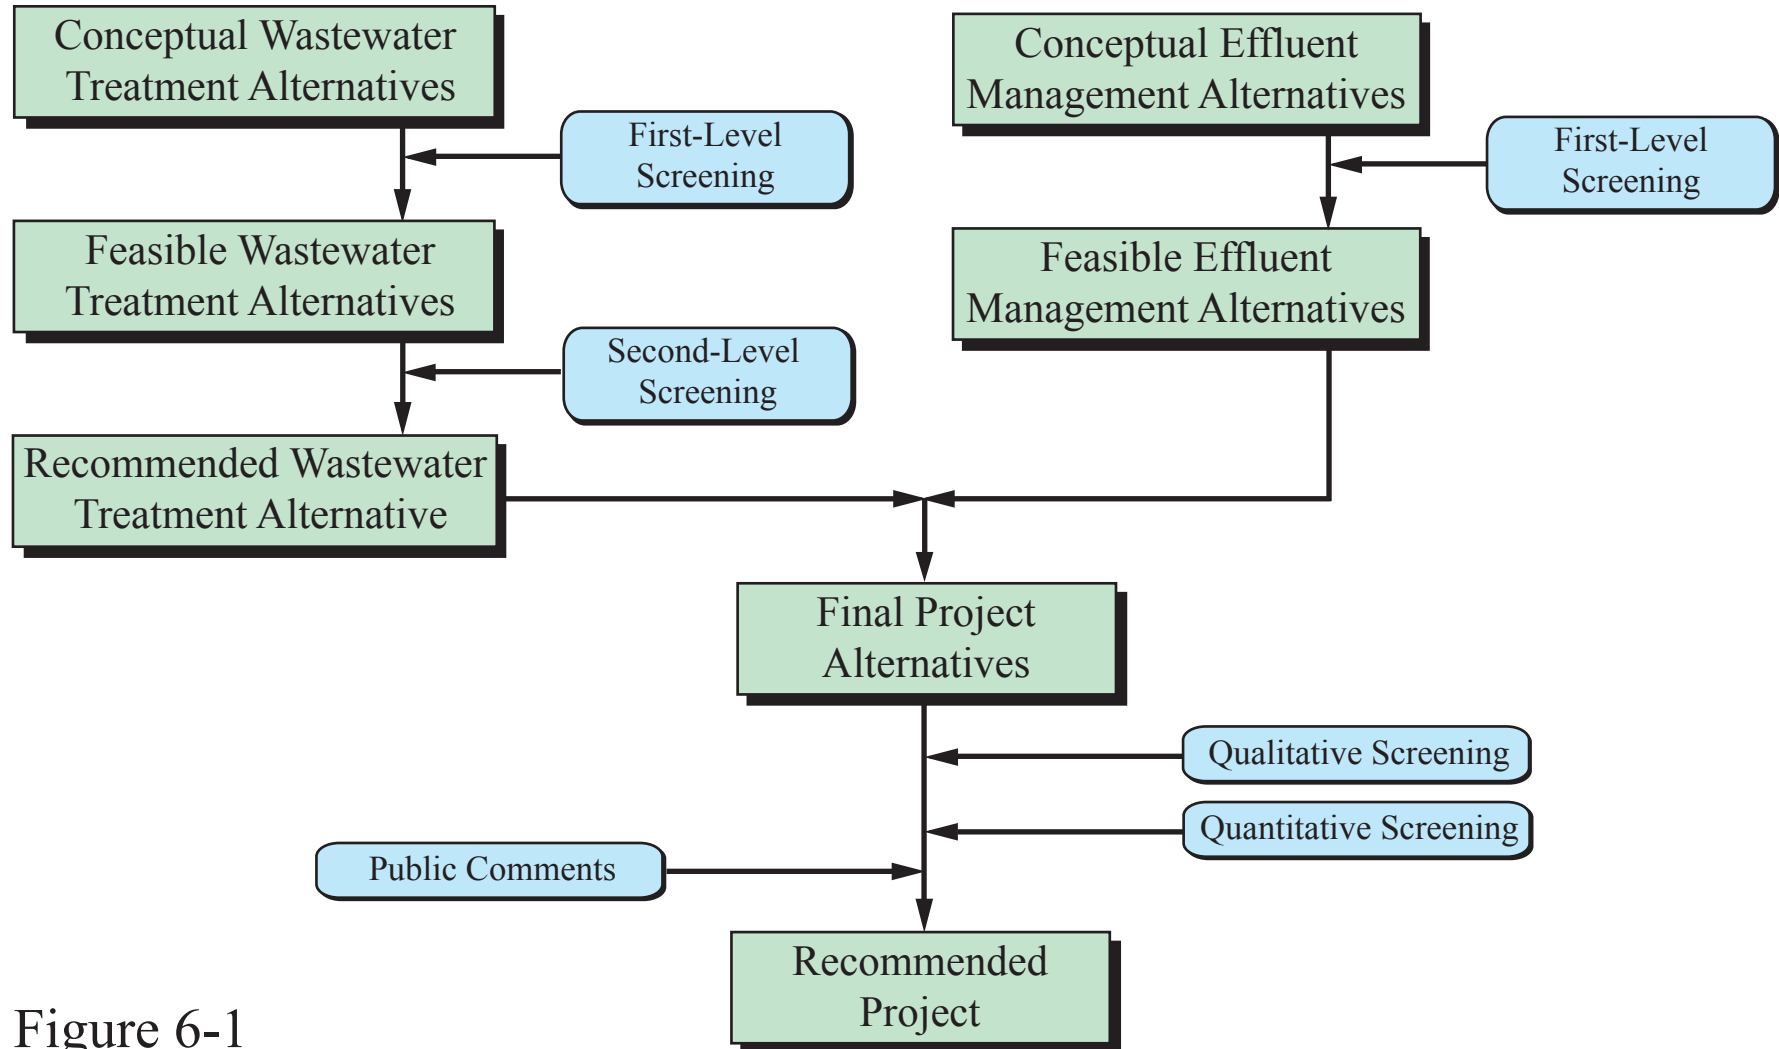 Conceptual Wastewater
Treatment Alternatives
Conceptual Effluent
Management Alternatives
First-Level
Screening
First-Level
Screening
Feasible Wastewater
Treatment Alternatives
Feasible Effluent
Management Alternatives
Second-Level
Screening
Recommended Wastewater
Treatment Alternative
Final Project
Alternatives
Qualitative Screening
Quantitative Screening
Public Comments
Recommended
Project
Figure 6-1